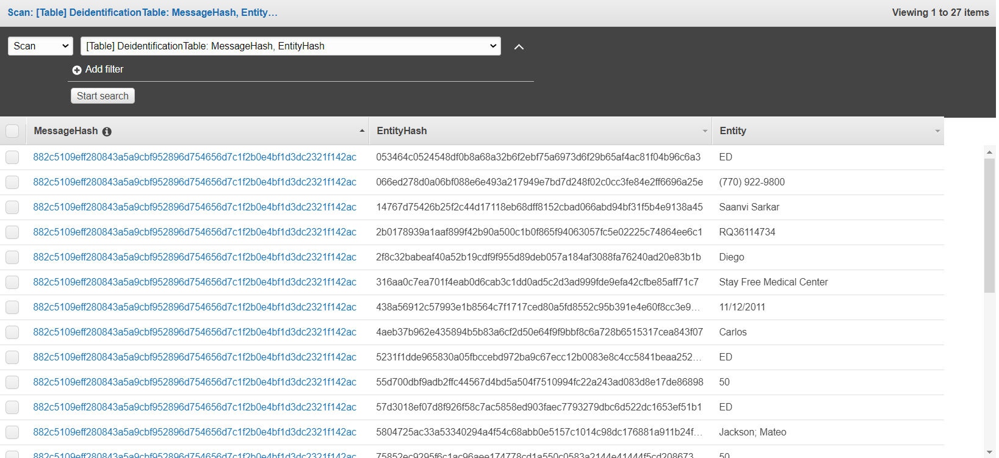 Scan: [Table] DeidentificationTable: MessageHash, Entity… Viewing 1 to 27 items
Scan [Table] DeidentificationTable: MessageHash, EntityHash
Add filter
Start search
MessageHash EntityHash Entity
882c5109eff280843a5a9cbf952896d754656d7c1f2b0e4bf1d3dc2321f142ac 053464c0524548df0b8a68a32b6f2ebf75a6973d6f29b65af4ac81f04b96c6a3 ED
882c5109eff280843a5a9cbf952896d754656d7c1f2b0e4bf1d3dc2321f142ac 066ed278d0a06bf088e6e493a217949e7bd7d248f02c0cc3fe84e2ff6696a25e (770) 922-9800
882c5109eff280843a5a9cbf952896d754656d7c1f2b0e4bf1d3dc2321f142ac 14767d75426b25f2c44d17118eb68dff8152cbad066abd94bf31f5b4e9138a45 Saanvi Sarkar
882c5109eff280843a5a9cbf952896d754656d7c1f2b0e4bf1d3dc2321f142ac 2b0178939a1aaf899f42b90a500c1b0f865f94063057fc5e02225c74864ee6c1 RQ36114734
882c5109eff280843a5a9cbf952896d754656d7c1f2b0e4bf1d3dc2321f142ac 2f8c32babeaf40a52b19cdf9f955d89deb057a184af3088fa76240ad20e83b1b Diego
882c5109eff280843a5a9cbf952896d754656d7c1f2b0e4bf1d3dc2321f142ac 316aa0c7ea701f4eab0d6cab3c1dd0ad5c2d3ad999fde9efa42cfbe85aff71c7 Stay Free Medical Center
882c5109eff280843a5a9cbf952896d754656d7c1f2b0e4bf1d3dc2321f142ac 438a56912c57993e1b8564c7f1717ced80a5fd8552c95b391e4e60f8cc3e9… 11/12/2011
882c5109eff280843a5a9cbf952896d754656d7c1f2b0e4bf1d3dc2321f142ac 4aeb37b962e435894b5b83a6cf2d50e64f9f9bbf8c6a728b6515317cea843f07 Carlos
882c5109eff280843a5a9cbf952896d754656d7c1f2b0e4bf1d3dc2321f142ac 5231f1dde965830a05fbccebd972ba9c67ecc12b0083e8c4cc5841beaa252… ED
882c5109eff280843a5a9cbf952896d754656d7c1f2b0e4bf1d3dc2321f142ac 55d700dbf9adb2ffc44567d4bd5a504f7510994fc22a243ad083d8e17de86898 50
882c5109eff280843a5a9cbf952896d754656d7c1f2b0e4bf1d3dc2321f142ac 57d3018ef07d8f926f58c7ac5858ed903faec7793279dbc6d522dc1653ef51b1 ED
882c5109eff280843a5a9cbf952896d754656d7c1f2b0e4bf1d3dc2321f142ac 5804725ac33a53340294a4f54c68abb0e5157c1014c98dc176881a911b24f… Jackson; Mateo
882c5109eff280843a5a9cbf952896d754656d7c1f2b0e4bf1d3dc2321f142ac 75852ec9295f6c1ac96aee174778cd1a550c0583a2144e41444f5cd208673… 50